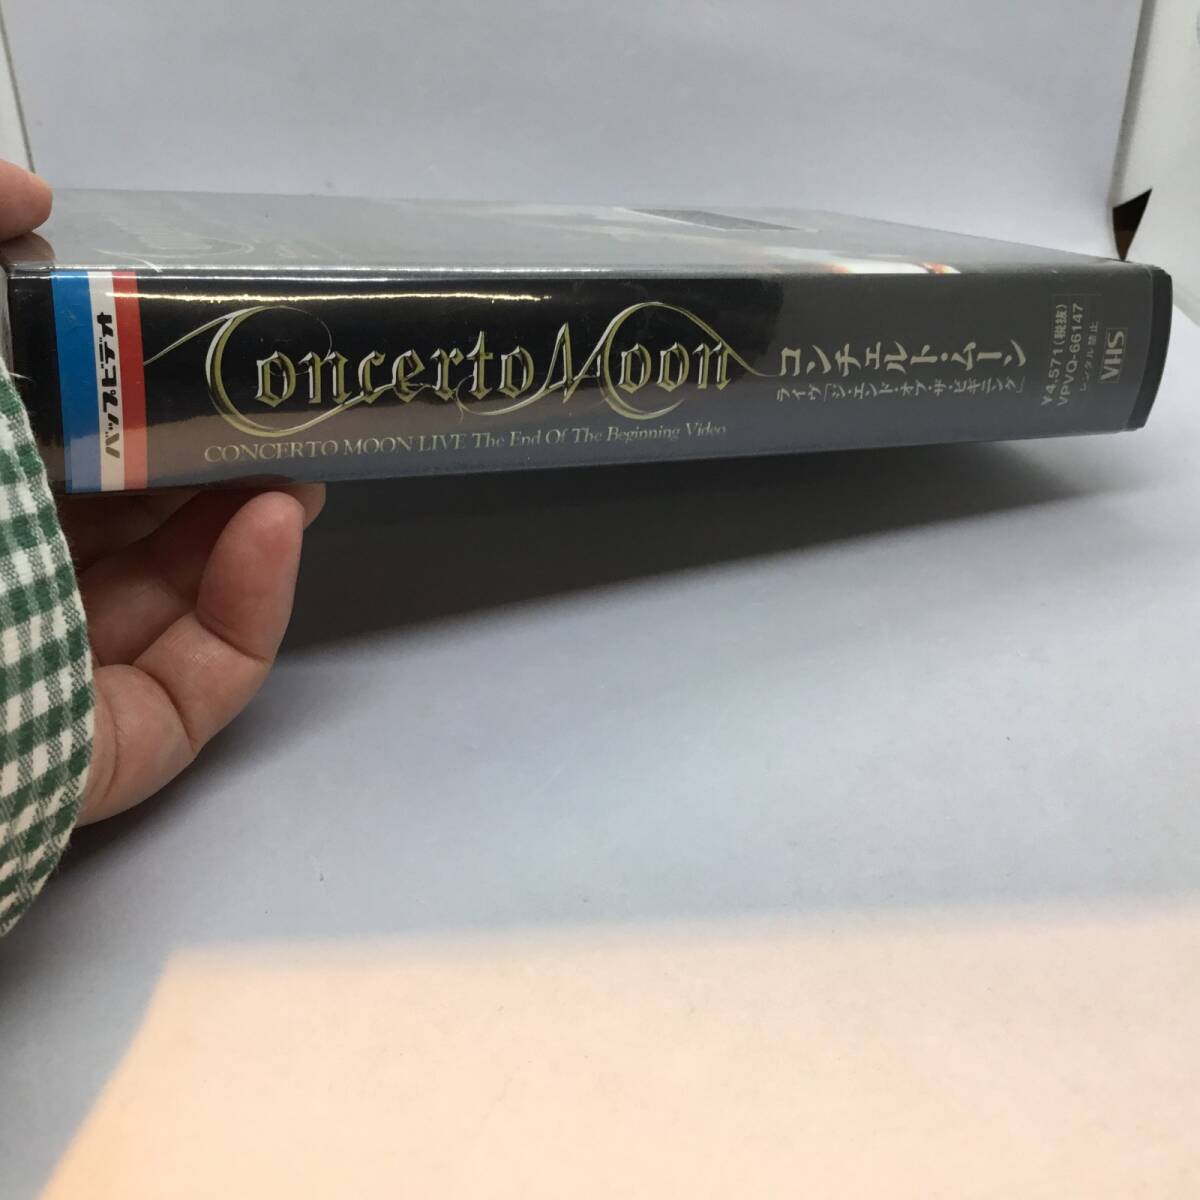 バップビデオ
Concerto Moon
CONCERTO MOON LIVE The End Of The Beginning Video
コンチェルト・ムーン
ライヴ「ジ・エンド・オブ・ザ・ビギニング」
¥4,571(税抜)
VPVQ-66147
レンタル禁止
VHS